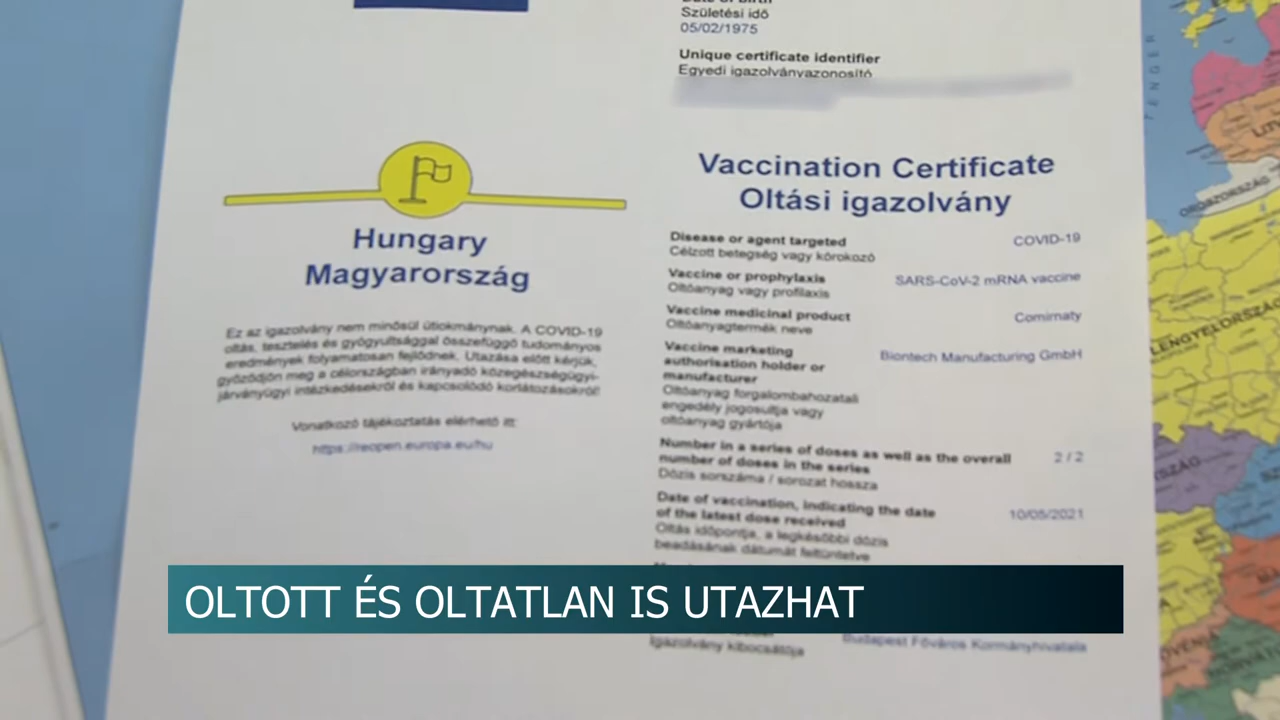 Születési idő
05/02/1975
Unique certificate identifier
Egyedi igazolványazonosító
Hungary
Magyarország
Ez az igazolvány nem minősül útiokmánynak. A COVID-19
oltás, tesztelés és gyógyultsággal összefüggő tudományos
eredmények folyamatosan fejlődnek. Utazása előtt kérjük,
győződjön meg a célországban irányadó közegészségügyi-
járványügyi intézkedésekről és kapcsolódó korlátozásokról!
Vonatkozó tájékoztatás elérhető itt:
https://reopen.europa.eu/hu
Vaccination Certificate
Oltási igazolvány
Disease or agent targeted
Célzott betegség vagy kórokozó
COVID-19
Vaccine or prophylaxis
Oltóanyag vagy profilaxis
SARS-CoV-2 mRNA vaccine
Vaccine medicinal product
Oltóanyagtermék neve
Comirnaty
Vaccine marketing
authorisation holder or
manufacturer
Oltóanyag forgalombahozatali
engedély jogosultja vagy
oltóanyag gyártója
Biontech Manufacturing GmbH
Number in a series of doses as well as the overall
number of doses in the series
Dózis sorszáma / sorozat hossza
2 / 2
Date of vaccination, indicating the date
of the latest dose received
Oltás időpontja, a legkésőbbi dózis
beadásának dátumát feltüntetve
10/05/2021
OLTOTT ÉS OLTATLAN IS UTAZHAT
Igazolvány kibocsátója
Budapest Főváros Kormányhivatala
TENGER
OROSZORSZÁG
LENGYELORSZÁG